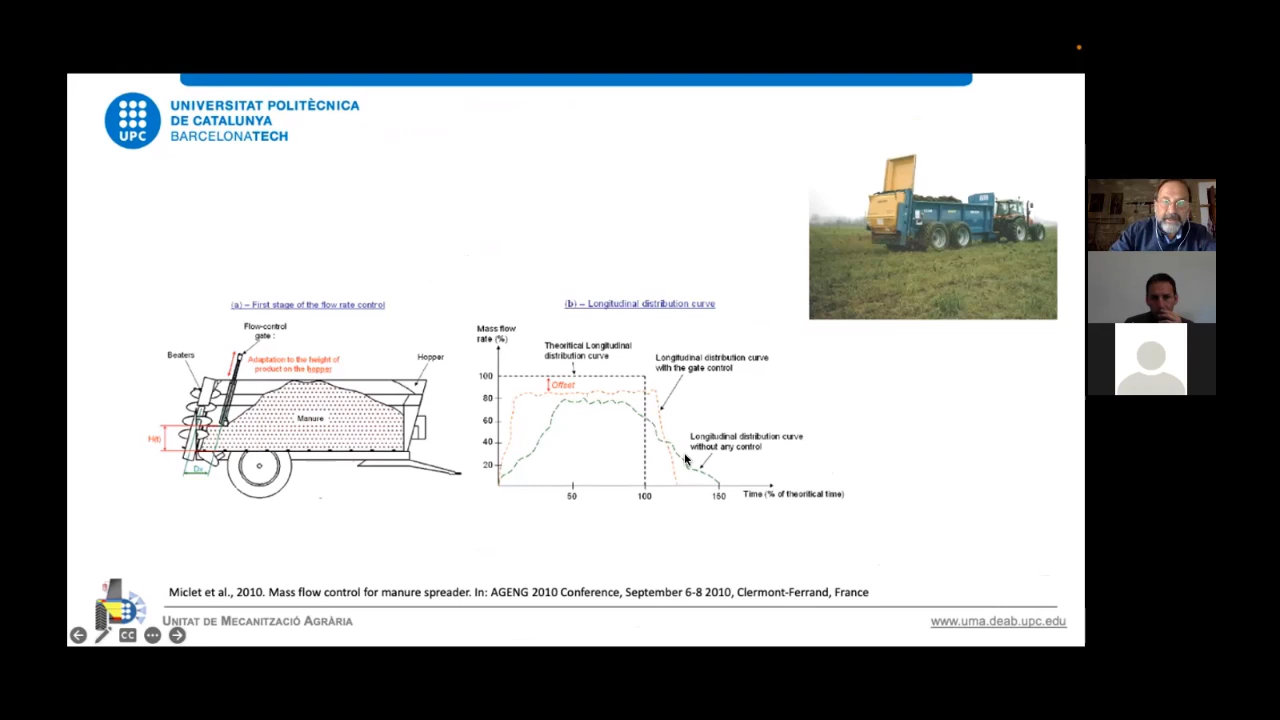 UNIVERSITAT POLITÈCNICA
DE CATALUNYA
BARCELONATECH
UPC
(a) – First stage of the flow rate control
Flow-control
gate :
Beaters
Adaptation to the height of
product on the hopper
Hopper
Manure
H(t)
Dx
(b) – Longitudinal distribution curve
Mass flow
rate (%)
Theoritical Longitudinal
distribution curve
Longitudinal distribution curve
with the gate control
100
Offset
80
60
Longitudinal distribution curve
without any control
40
20
50
100
150
Time (% of theoritical time)
Miclet et al., 2010. Mass flow control for manure spreader. In: AGENG 2010 Conference, September 6-8 2010, Clermont-Ferrand, France
UNITAT DE MECANITZACIÓ AGRÀRIA
www.uma.deab.upc.edu
CC